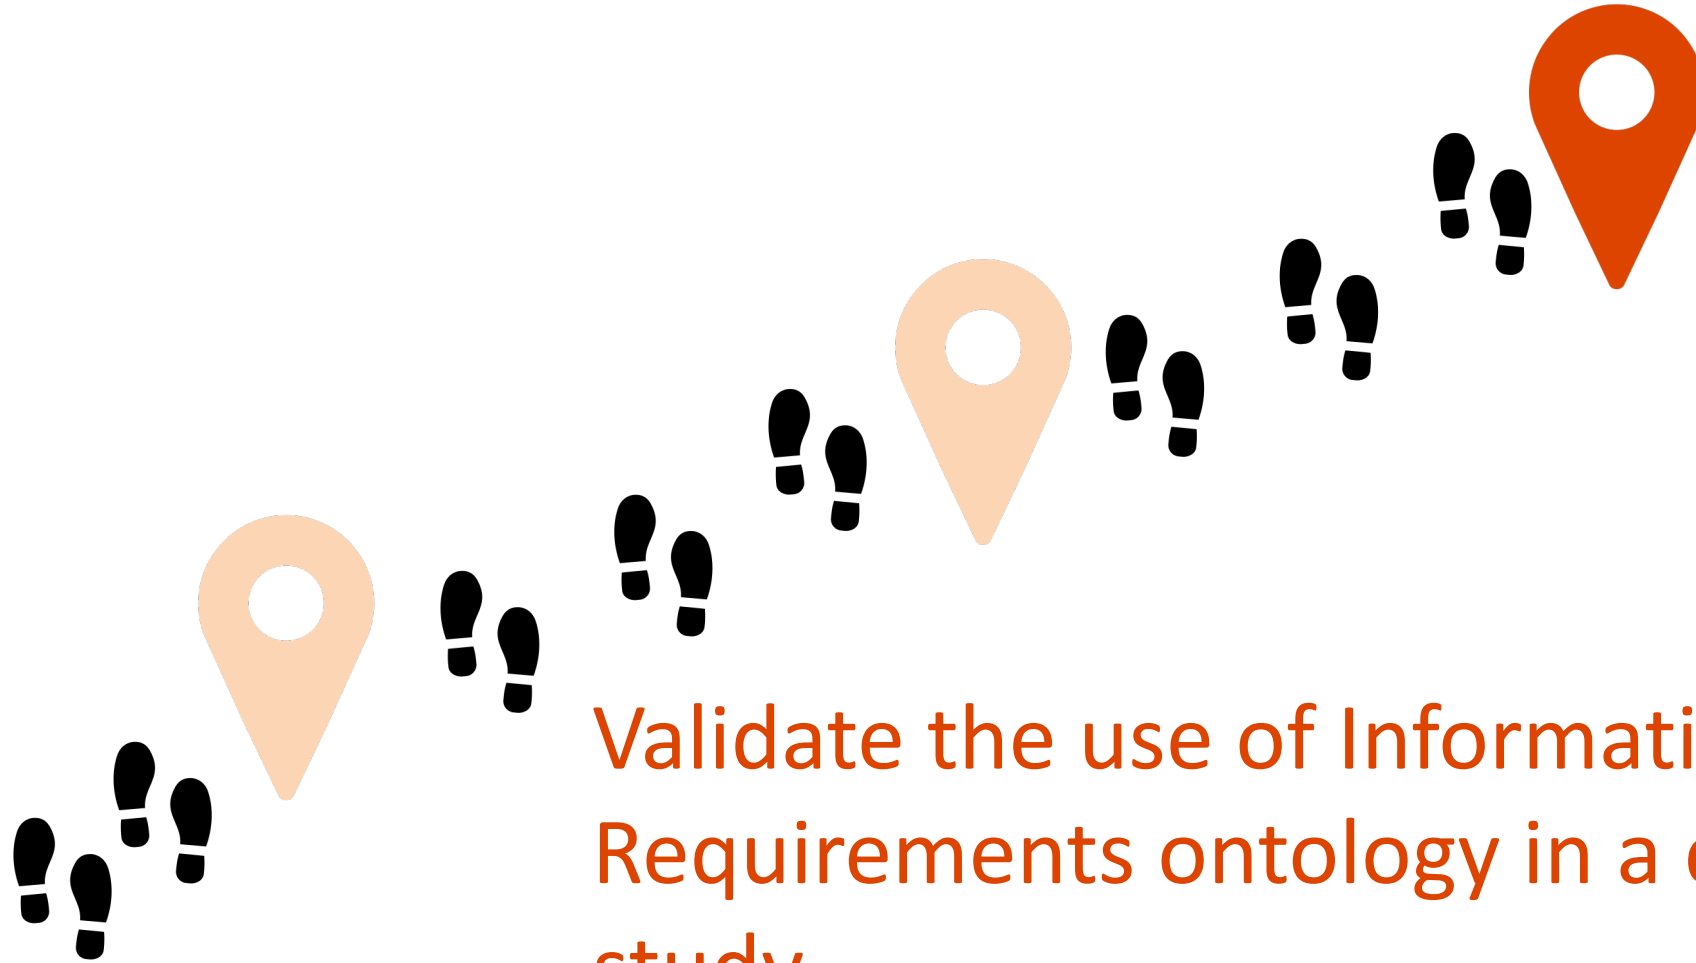 Validate the use of Informati
Requirements ontology in a
study